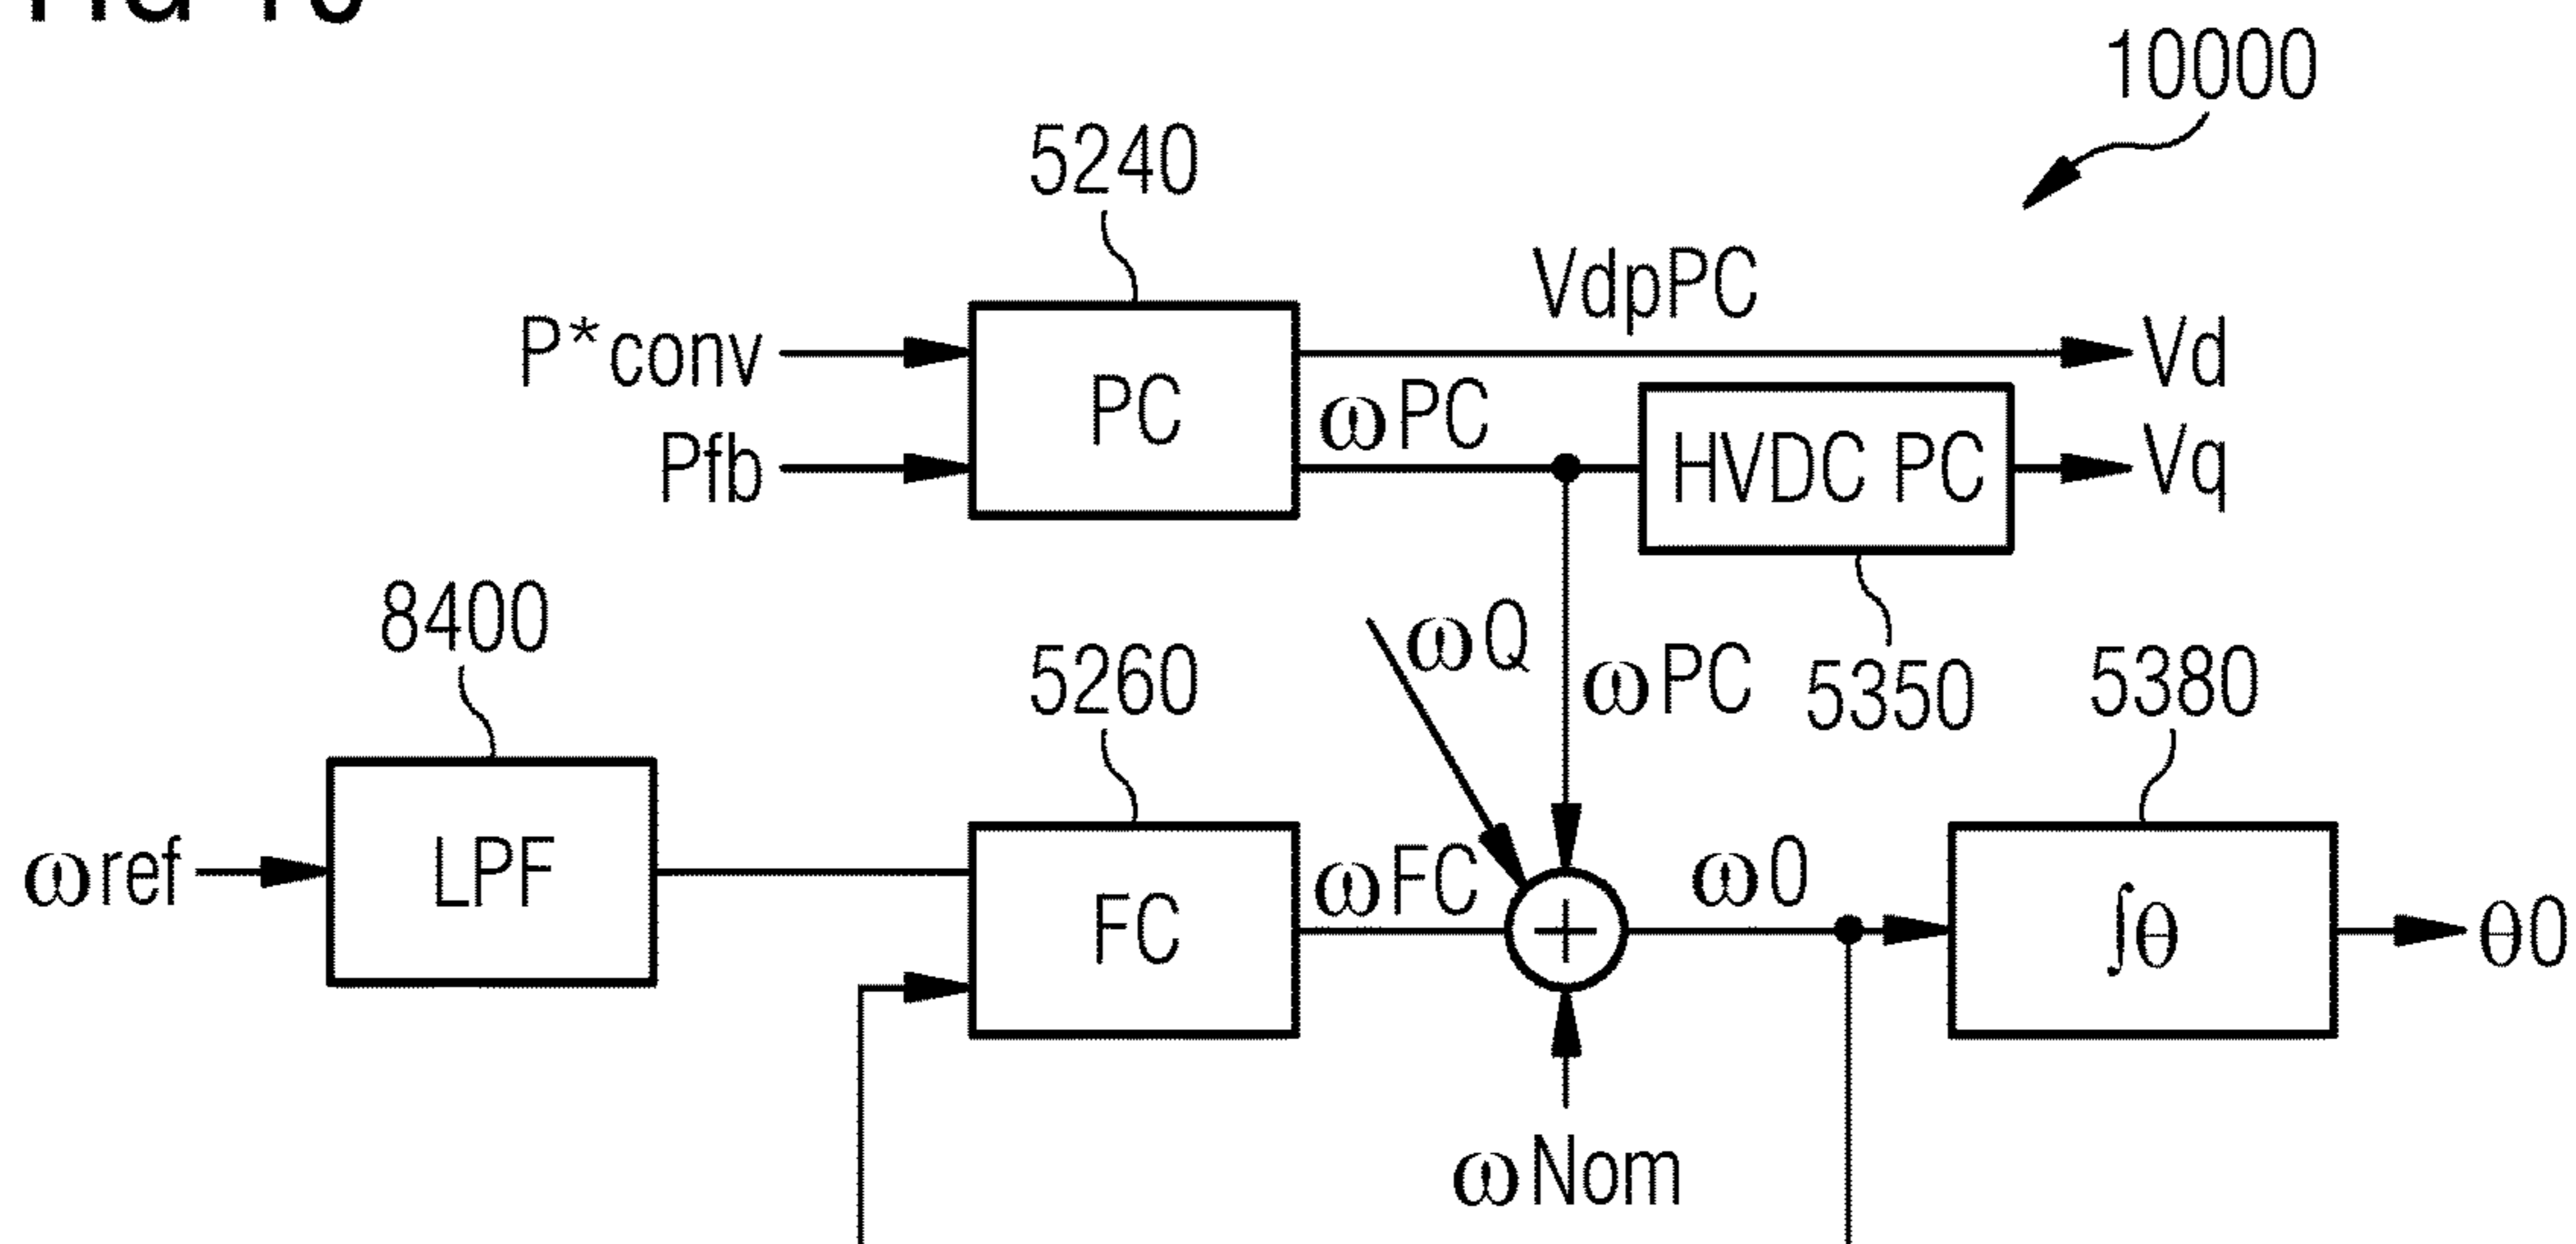 10000
5240
VdpPC
P*conv
Vd
PC
ωPC
Pfb
HVDC PC
Vq
8400
ωQ
5260
ωPC
5350
5380
ωref
LPF
FC
ωFC
ω0
∫θ
θ0
ωNom